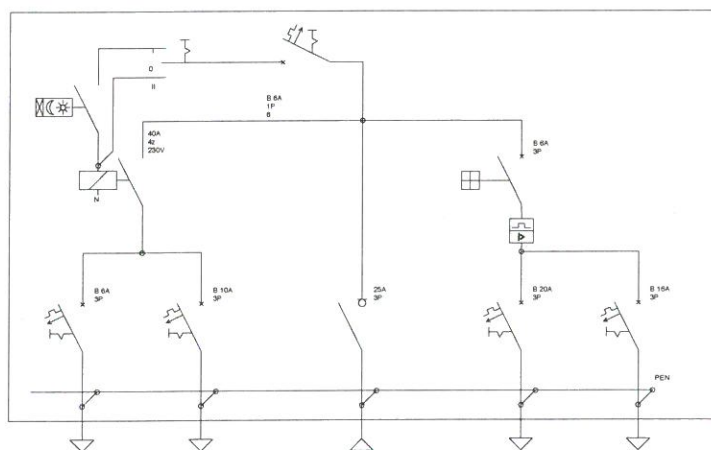 I
0
II
B 6A
1P
6
40A
4z
230V
B 6A
3P
N
B 6A
3P
B 10A
3P
25A
3P
B 20A
3P
B 16A
3P
PEN